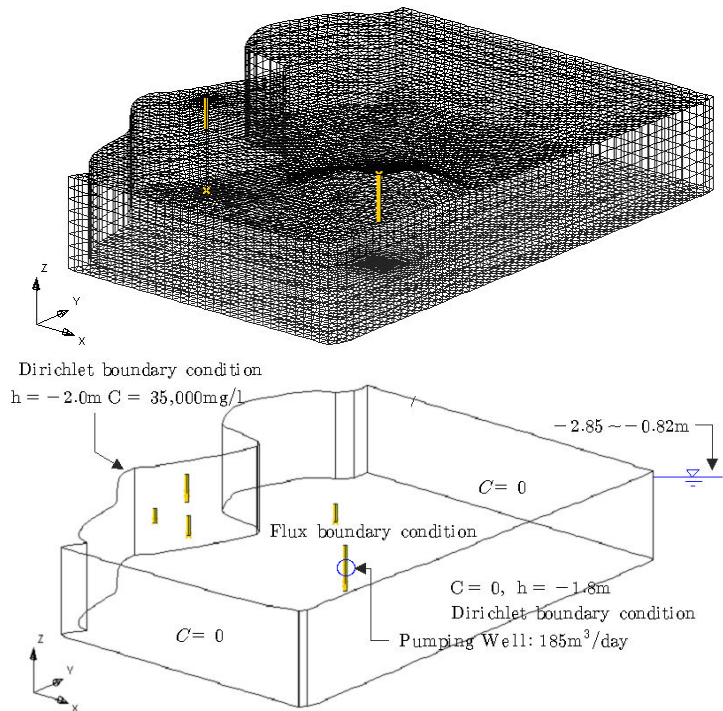 Z
Y
X
Dirichlet boundary condition
h = −2.0m C = 35,000mg/l
−2.85 ~ −0.82m
C = 0
Flux boundary condition
C = 0, h = −1.8m
Dirichlet boundary condition
C = 0
Pumping Well: 185m³/day
Z
Y
X